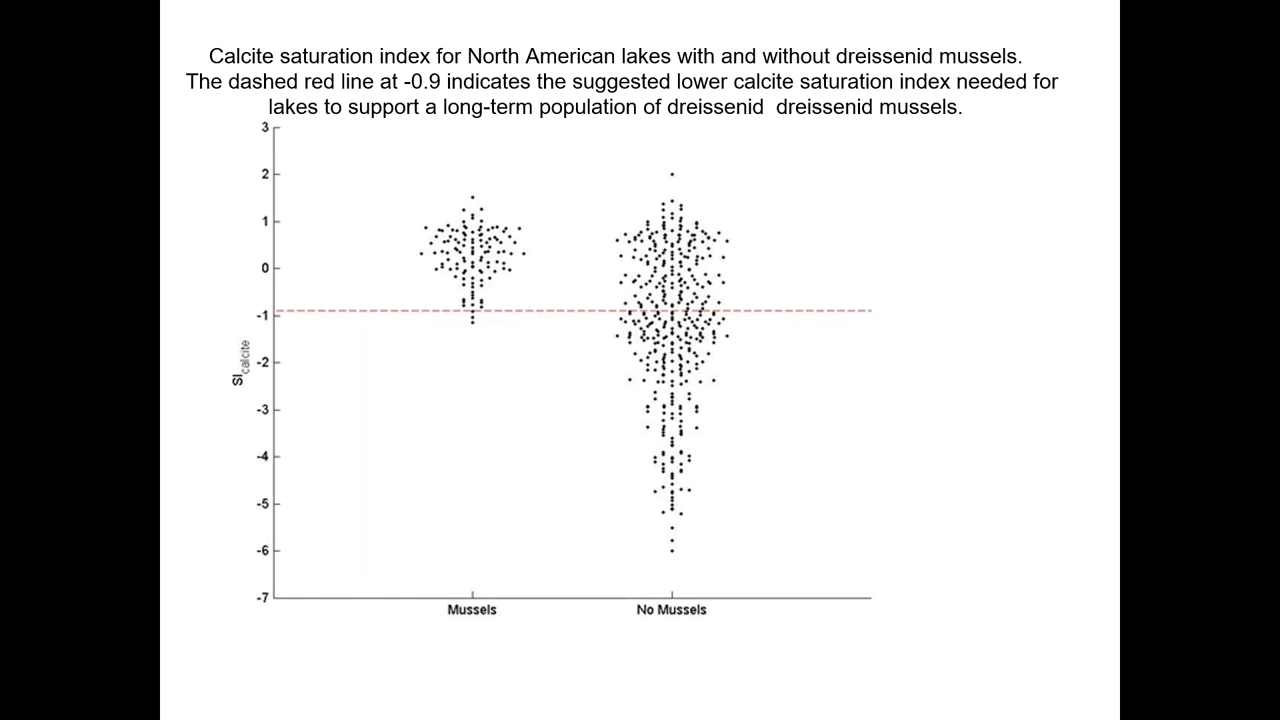 Calcite saturation index for North American lakes with and without dreissenid mussels.
The dashed red line at -0.9 indicates the suggested lower calcite saturation index needed for
lakes to support a long-term population of dreissenid  dreissenid mussels.
3
2
1
0
-1
-2
-3
-4
-5
-6
-7
SIcalcite
Mussels
No Mussels